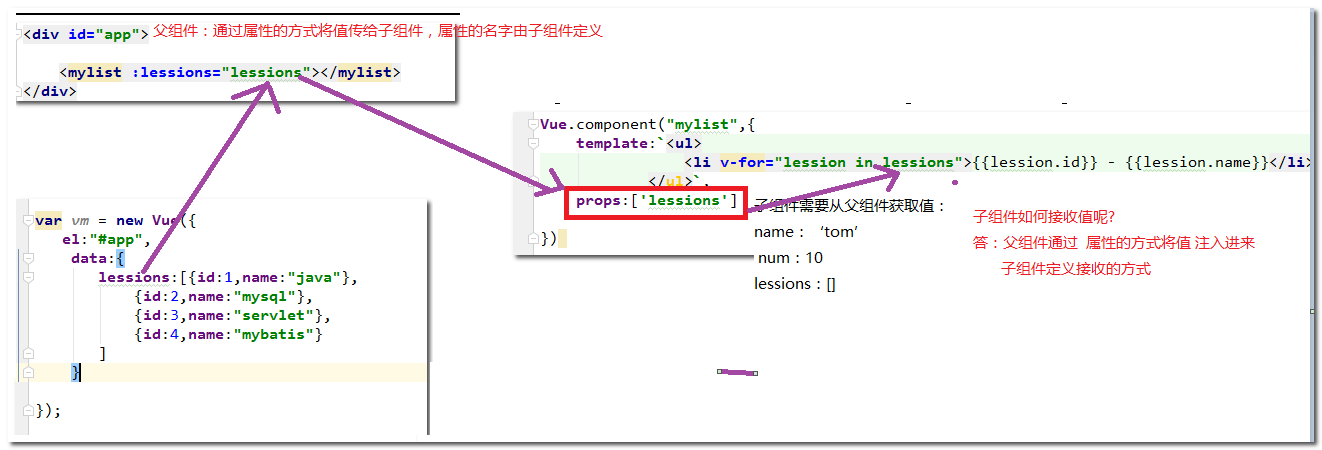 <div id="app"> 父组件：通过属性的方式将值传给子组件，属性的名字由子组件定义
<mylist :lessions="lessions"></mylist>
</div>
Vue.component("mylist",{
template:`<ul>
<li v-for="lession in lessions">{{lession.id}} - {{lession.name}}</li>
</ul>`,
props:['lessions']
})
子组件需要从父组件获取值：
name：‘tom’
num：10
lessions：[]
子组件如何接收值呢?
答：父组件通过 属性的方式将值 注入进来
子组件定义接收的方式
var vm = new Vue({
el:"#app",
data:{
lessions:[{id:1,name:"java"},
{id:2,name:"mysql"},
{id:3,name:"servlet"},
{id:4,name:"mybatis"}
]
}
});